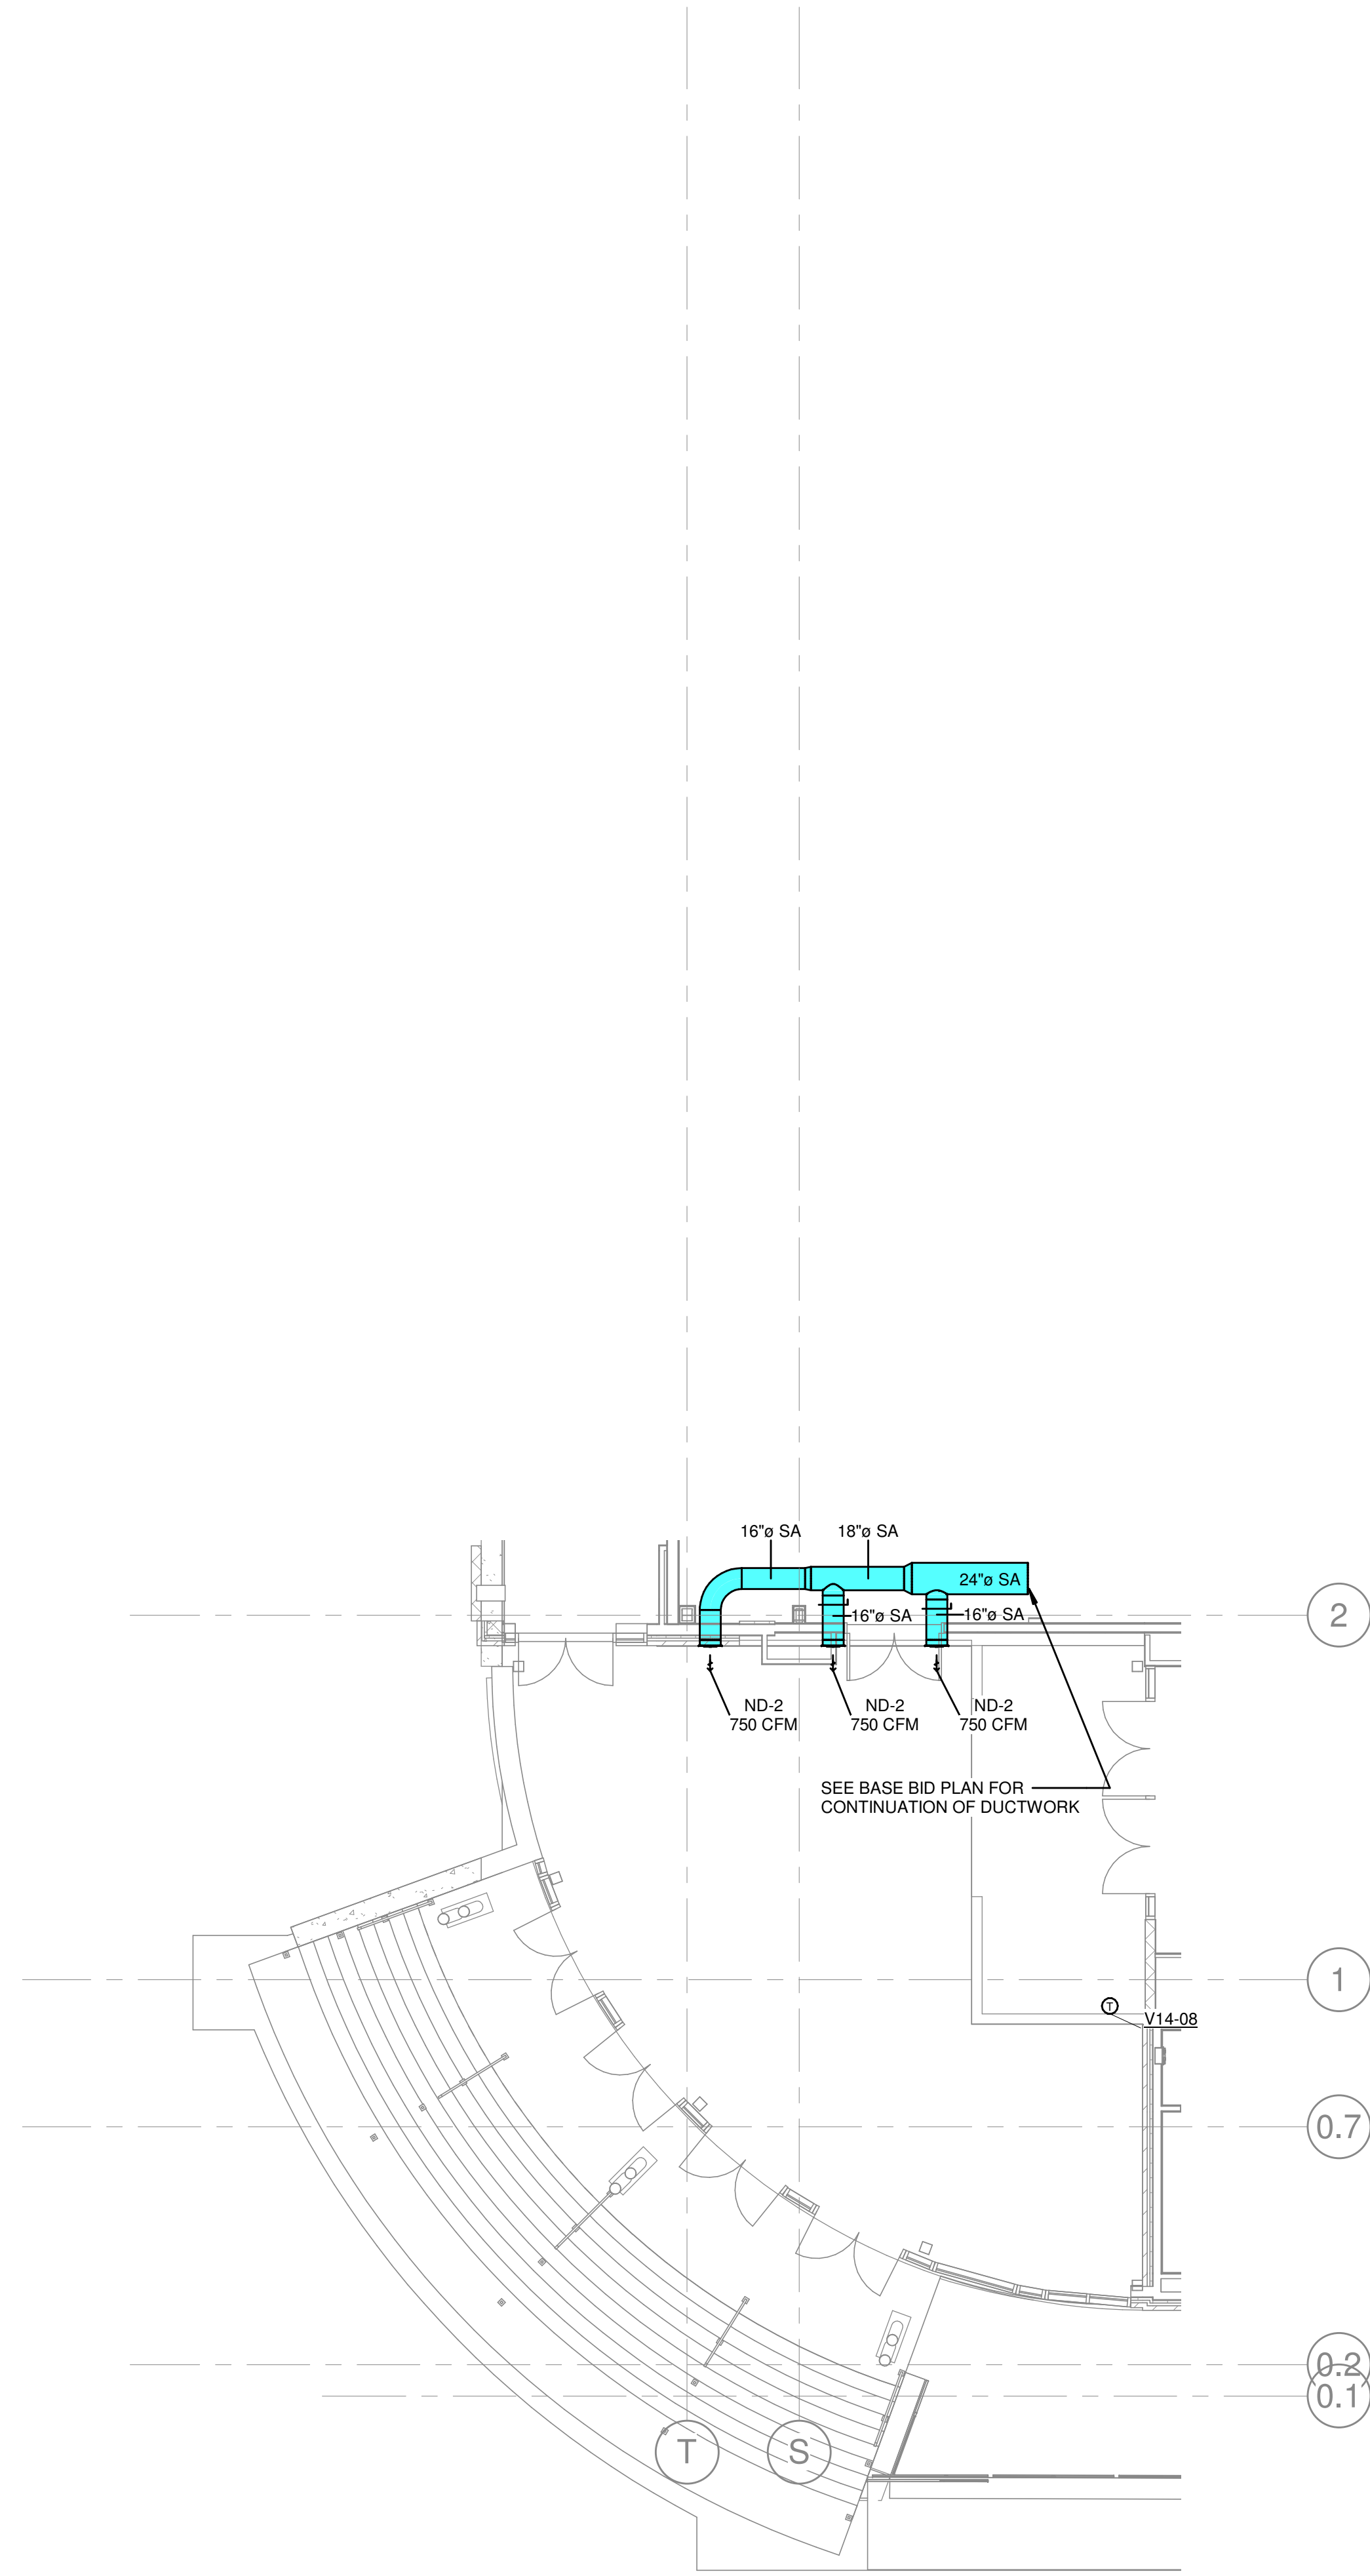 16"ø SA
18"ø SA
24"ø SA
16"ø SA
16"ø SA
2
ND-2
750 CFM
ND-2
750 CFM
ND-2
750 CFM
SEE BASE BID PLAN FOR
CONTINUATION OF DUCTWORK
1
T
V14-08
0.7
0.2
0.1
T
S